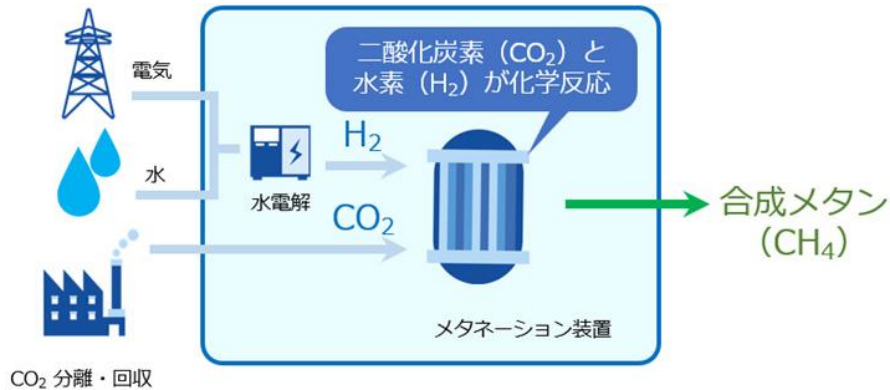 二酸化炭素(CO₂)と
水素(H₂)が化学反応
電気
H₂
水
水電解
CO₂
合成メタン
(CH₄)
メタネーション装置
CO₂ 分離・回収